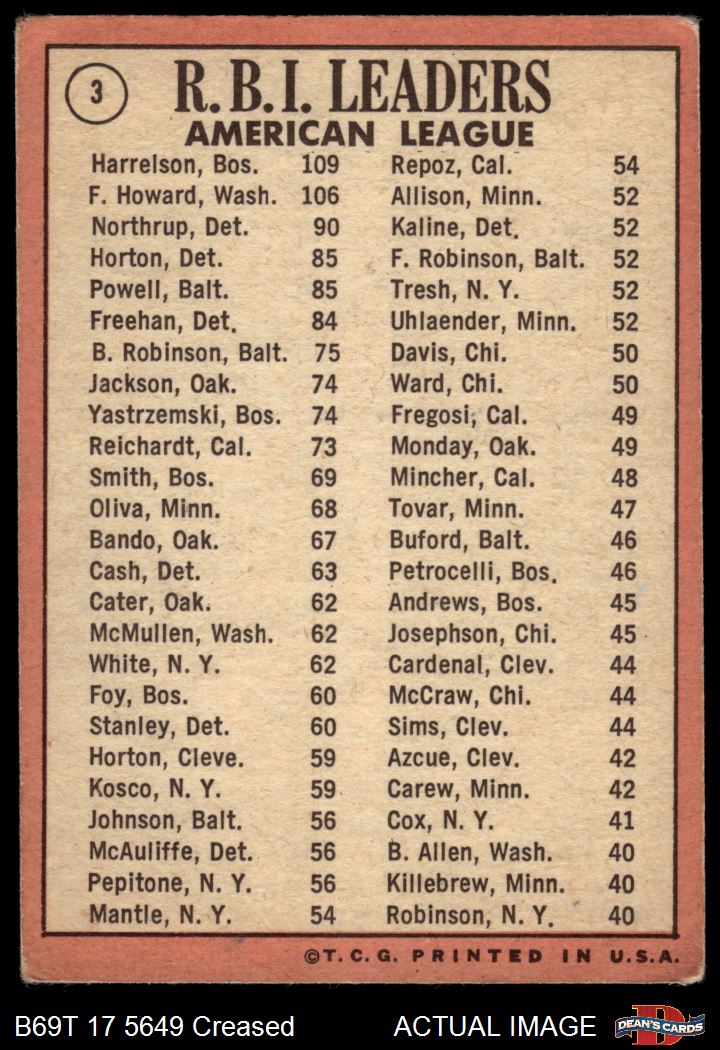 3
R.B.I. LEADERS
AMERICAN LEAGUE
Harrelson, Bos. 109
F. Howard, Wash. 106
Northrup, Det. 90
Horton, Det. 85
Powell, Balt. 85
Freehan, Det. 84
B. Robinson, Balt. 75
Jackson, Oak. 74
Yastrzemski, Bos. 74
Reichardt, Cal. 73
Smith, Bos. 69
Oliva, Minn. 68
Bando, Oak. 67
Cash, Det. 63
Cater, Oak. 62
McMullen, Wash. 62
White, N. Y. 62
Foy, Bos. 60
Stanley, Det. 60
Horton, Cleve. 59
Kosco, N. Y. 59
Johnson, Balt. 56
McAuliffe, Det. 56
Pepitone, N. Y. 56
Mantle, N. Y. 54
Repoz, Cal. 54
Allison, Minn. 52
Kaline, Det. 52
F. Robinson, Balt. 52
Tresh, N. Y. 52
Uhlaender, Minn. 52
Davis, Chi. 50
Ward, Chi. 50
Fregosi, Cal. 49
Monday, Oak. 49
Mincher, Cal. 48
Tovar, Minn. 47
Buford, Balt. 46
Petrocelli, Bos. 46
Andrews, Bos. 45
Josephson, Chi. 45
Cardenal, Clev. 44
McCraw, Chi. 44
Sims, Clev. 44
Azcue, Clev. 42
Carew, Minn. 42
Cox, N. Y. 41
B. Allen, Wash. 40
Killebrew, Minn. 40
Robinson, N. Y. 40
©T.C.G. PRINTED IN U.S.A.
B69T 17 5649 Creased
ACTUAL IMAGE
D
DEAN'S CARDS